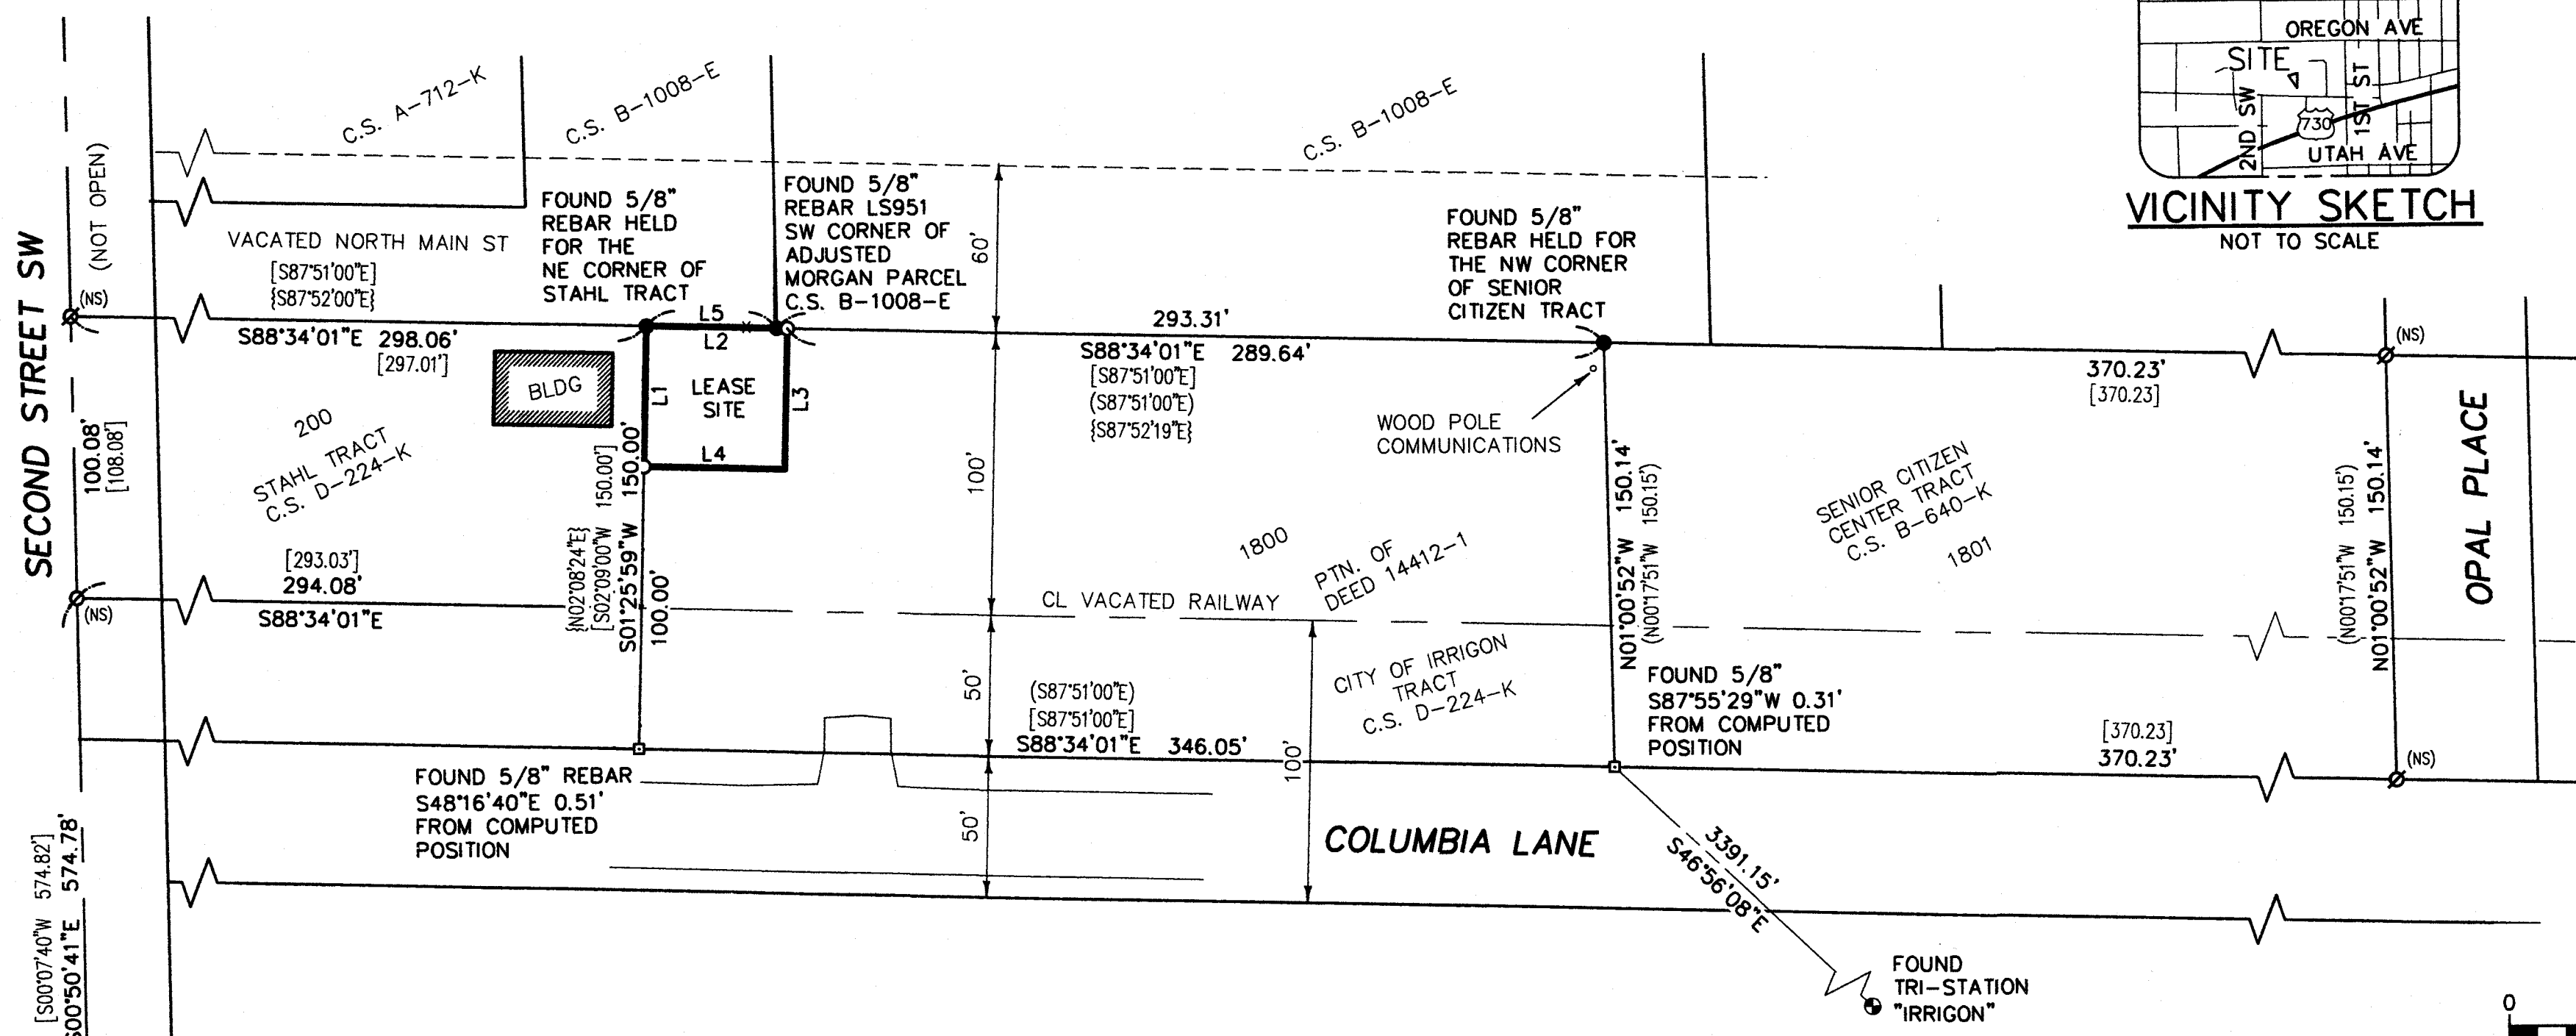 OREGON AVE
SITE
2ND SW
1ST ST
730
UTAH AVE
VICINITY SKETCH
NOT TO SCALE
C.S. A-712-K
C.S. B-1008-E
C.S. B-1008-E
SECOND STREET SW
(NOT OPEN)
(NS)
VACATED NORTH MAIN ST
[S87°51'00"E]
{S87°52'00"E}
S88°34'01"E 298.06'
[297.01']
FOUND 5/8"
REBAR HELD
FOR THE
NE CORNER OF
STAHL TRACT
FOUND 5/8"
REBAR LS951
SW CORNER OF
ADJUSTED
MORGAN PARCEL
C.S. B-1008-E
60'
FOUND 5/8"
REBAR HELD FOR
THE NW CORNER
OF SENIOR
CITIZEN TRACT
L5
L2
L1
LEASE
SITE
L3
L4
BLDG
293.31'
S88°34'01"E 289.64'
[S87°51'00"E]
(S87°51'00"E)
{S87°52'19"E}
WOOD POLE
COMMUNICATIONS
370.23'
[370.23]
(NS)
OPAL PLACE
100.08'
[108.08']
200
STAHL TRACT
C.S. D-224-K
{N02°08'24"E}
[S02°09'00"W 150.00']
S01°25'59"W 150.00'
100.00'
100'
1800
PTN. OF
DEED 14412-1
N01°00'52"W 150.14'
(N00°17'51"W 150.15')
SENIOR CITIZEN
CENTER TRACT
C.S. B-640-K
1801
(N00°17'51"W 150.15')
N01°00'52"W 150.14'
[293.03']
294.08'
S88°34'01"E
(NS)
CL VACATED RAILWAY
50'
(S87°51'00"E)
[S87°51'00"E]
S88°34'01"E 346.05'
CITY OF IRRIGON
TRACT
C.S. D-224-K
100'
FOUND 5/8"
S87°55'29"W 0.31'
FROM COMPUTED
POSITION
[370.23]
370.23'
(NS)
FOUND 5/8" REBAR
S48°16'40"E 0.51'
FROM COMPUTED
POSITION
50'
COLUMBIA LANE
3391.15'
S46°56'08"E
[S00°07'40"W 574.82']
S00°50'41"E 574.78'
FOUND
TRI-STATION
"IRRIGON"
0